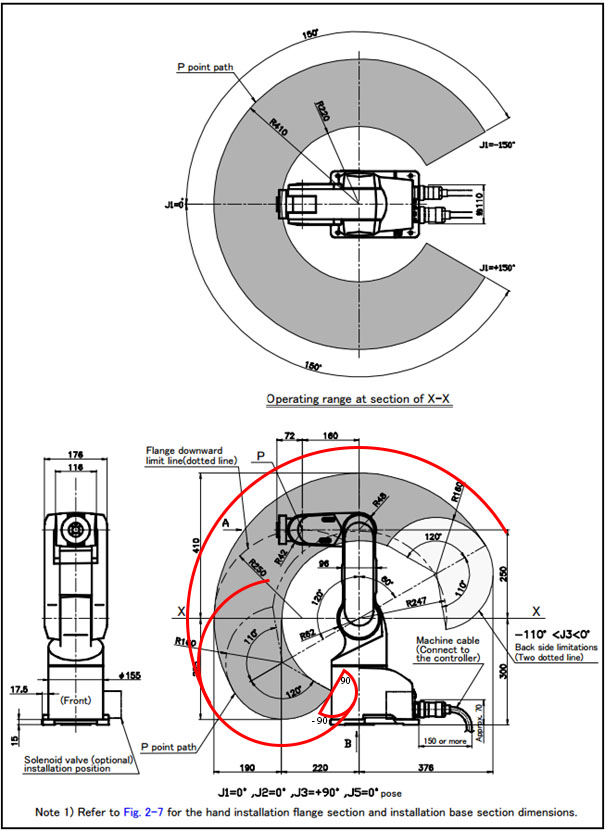 150°
P point path
R220
R410
J1=-150°
J1=0°
110
J1=+150°
150°
Operating range at section of X-X
72
160
Flange downward
limit line(dotted line)
P
176
116
R46
R160
A
410
R42
96
120°
250
R250
60°
110°
120°
X
X
R247
R62
110°
R160
Machine cable
(Connect to
the controller)
-110° <J3<0°
Back side limitations
(Two dotted line)
300
φ155
17.5
(Front)
120°
90
-90
Approx. 70
15
B
150 or more
Solenoid valve (optional)
installation position
P point path
190
220
376
J1=0° ,J2=0° ,J3=+90° ,J5=0° pose
Note 1) Refer to Fig. 2-7 for the hand installation flange section and installation base section dimensions.